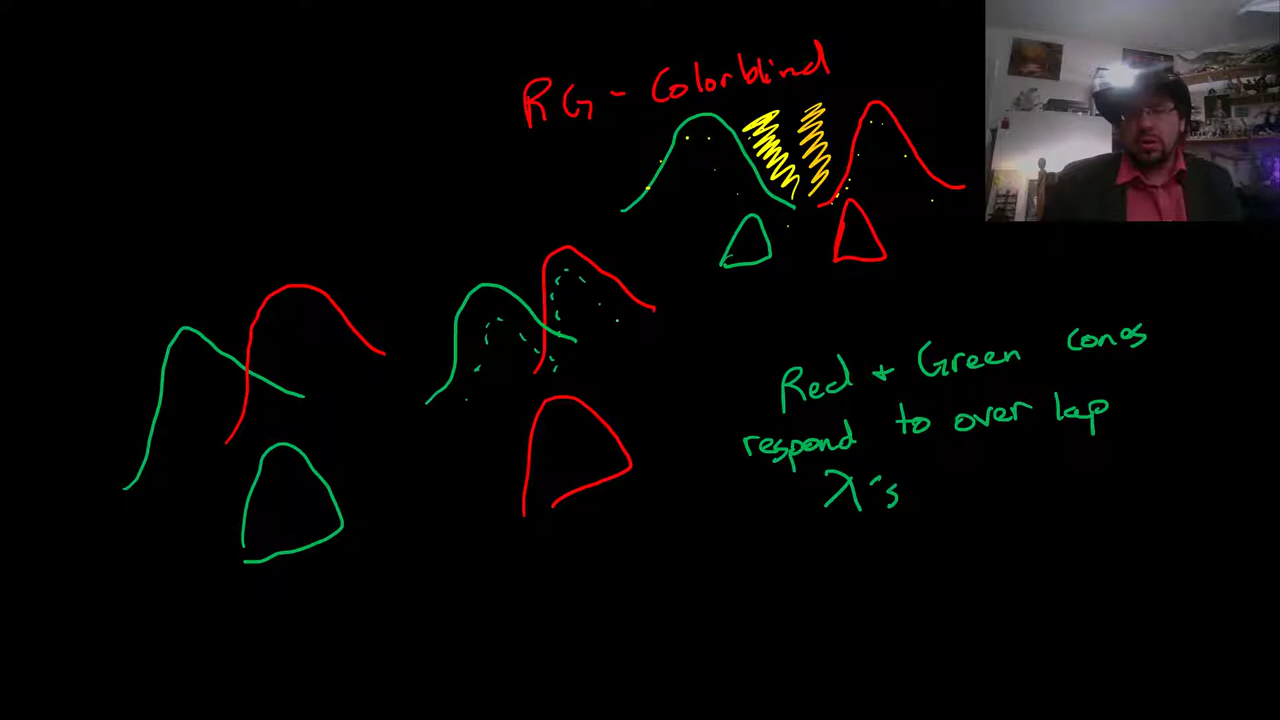 RG - Colorblind
Red + Green cones
respond to over lap
λ's